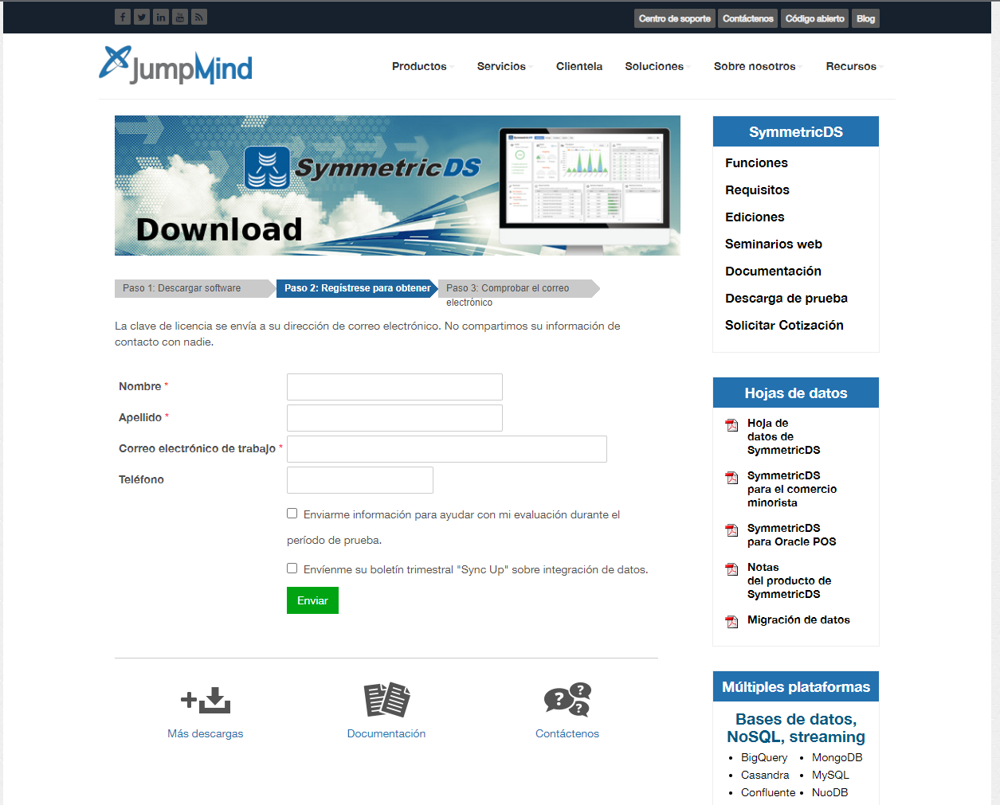 Centro de soporte Contáctenos Código abierto Blog
JumpMind
Productos Servicios Clientela Soluciones Sobre nosotros Recursos
SymmetricDS
Download
Paso 1: Descargar software
Paso 2: Regístrese para obtener
Paso 3: Comprobar el correo
electrónico
La clave de licencia se envía a su dirección de correo electrónico. No compartimos su información de
contacto con nadie.
Nombre *
Apellido *
Correo electrónico de trabajo *
Teléfono
Enviarme información para ayudar con mi evaluación durante el
período de prueba.
Envíenme su boletín trimestral "Sync Up" sobre integración de datos.
Enviar
Más descargas
Documentación
Contáctenos
SymmetricDS
Funciones
Requisitos
Ediciones
Seminarios web
Documentación
Descarga de prueba
Solicitar Cotización
Hojas de datos
Hoja de
datos de
SymmetricDS
SymmetricDS
para el comercio
minorista
SymmetricDS
para Oracle POS
Notas
del producto de
SymmetricDS
Migración de datos
Múltiples plataformas
Bases de datos,
NoSQL, streaming
• BigQuery • MongoDB
• Casandra • MySQL
• Confluente • NuoDB